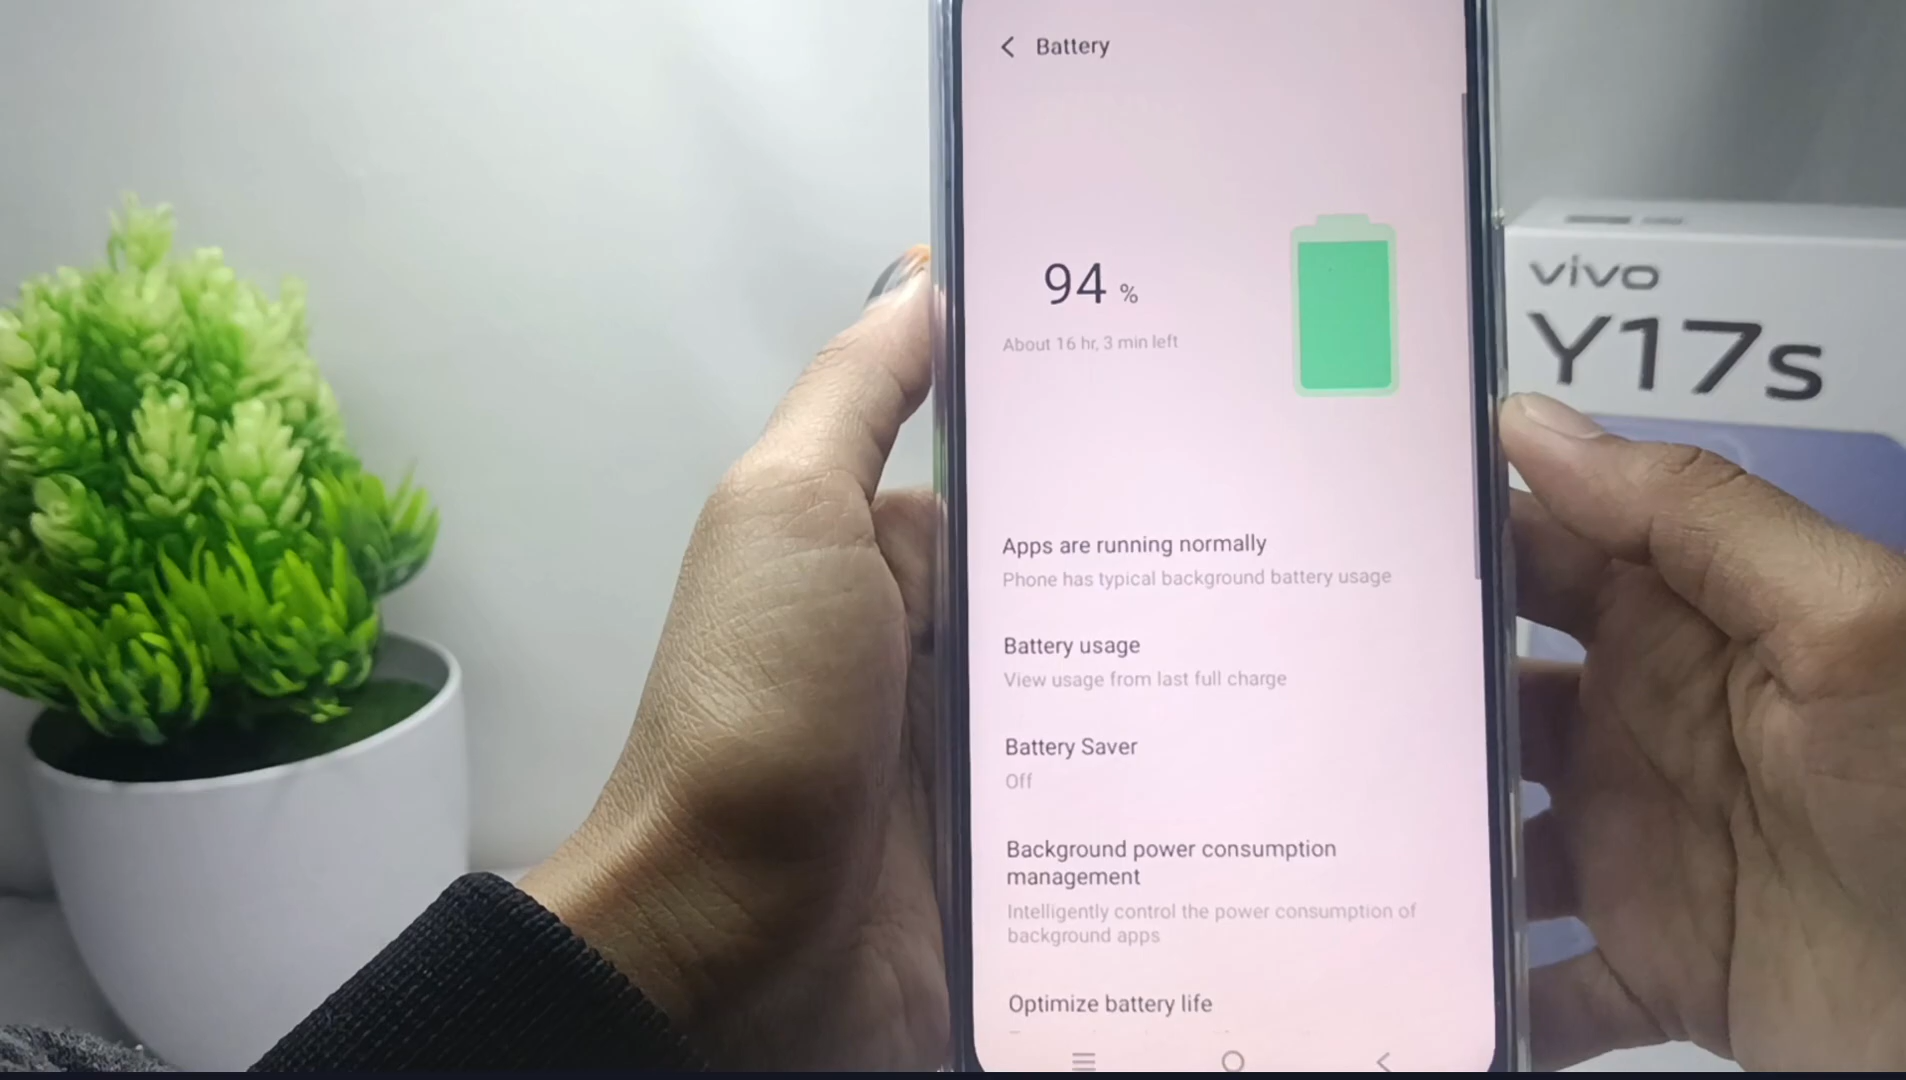 Battery
94 %
About 16 hr, 3 min left
Apps are running normally
Phone has typical background battery usage
Battery usage
View usage from last full charge
Battery Saver
Off
Background power consumption
management
Intelligently control the power consumption of
background apps
Optimize battery life
vivo
Y17s